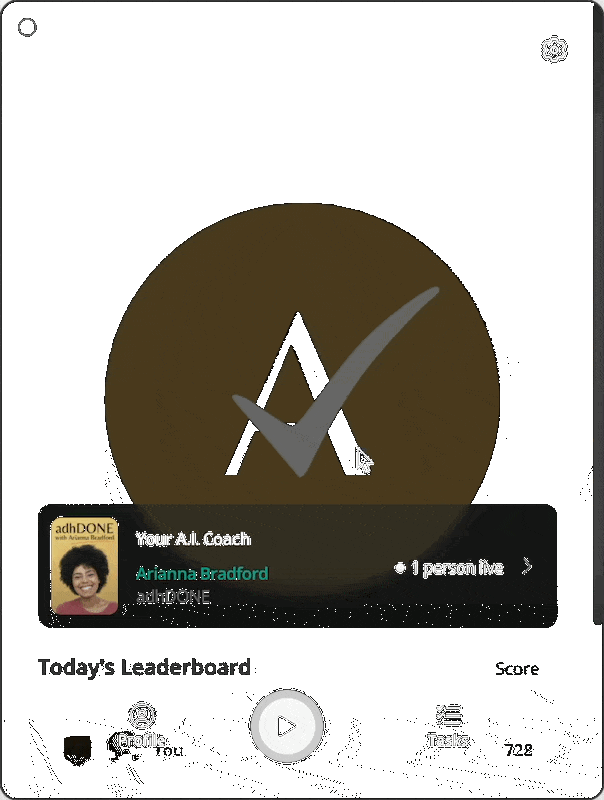 A
adhDONE
with Arianna Bradford
Your A.I. Coach
Arianna Bradford
adhDONE
1 person live
Today's Leaderboard
Score
Profile
Tasks
You
728